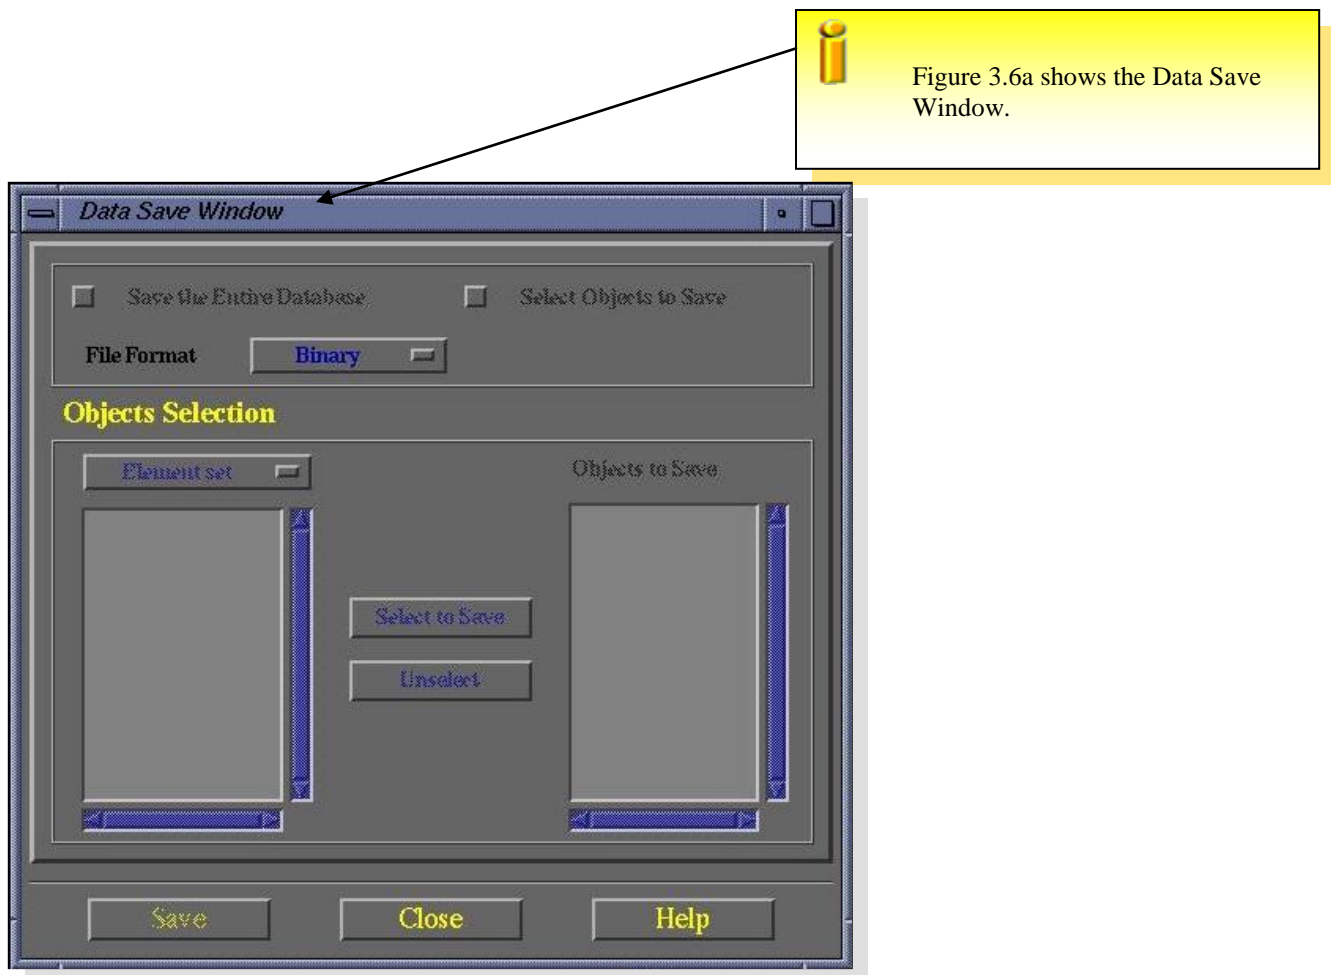 Figure 3.6a shows the Data Save
Window.
Data Save Window
Save the Entire Database
Select Objects to Save
File Format
Binary
Objects Selection
Element set
Objects to Save
Select to Save
Unselect
Save
Close
Help